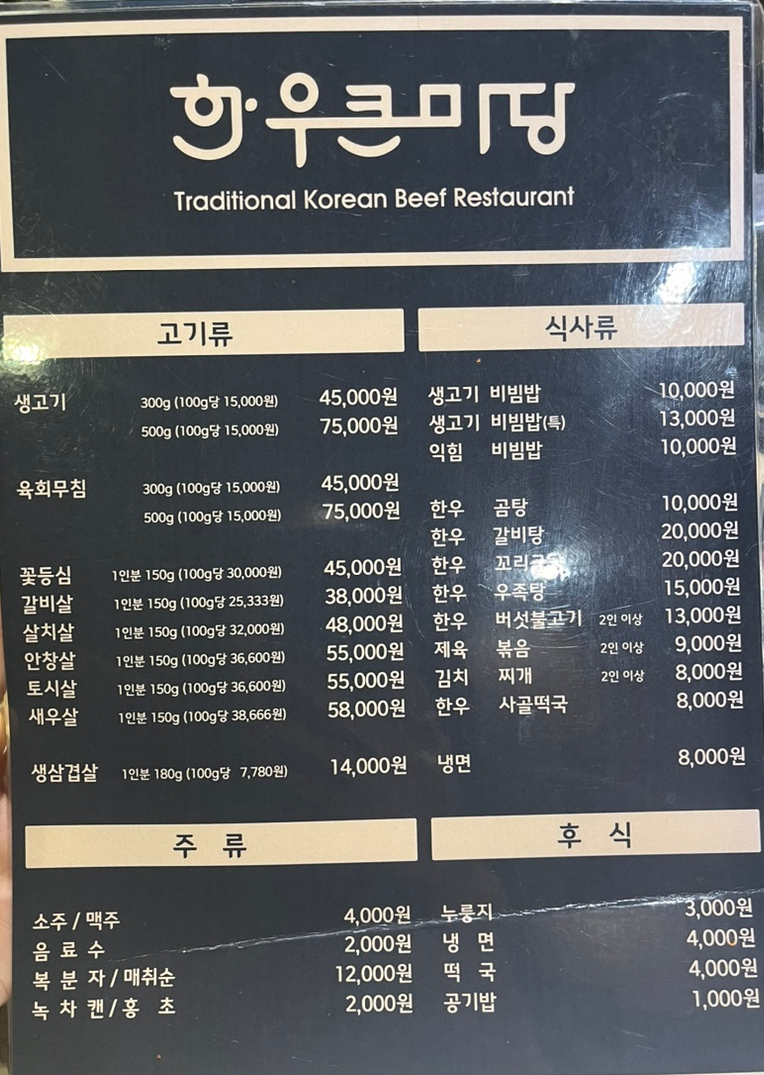 한우큰마당
Traditional Korean Beef Restaurant
고기류
생고기 300g (100g당 15,000원) 45,000원
500g (100g당 15,000원) 75,000원
육회무침 300g (100g당 15,000원) 45,000원
500g (100g당 15,000원) 75,000원
꽃등심 1인분 150g (100g당 30,000원) 45,000원
갈비살 1인분 150g (100g당 25,333원) 38,000원
살치살 1인분 150g (100g당 32,000원) 48,000원
안창살 1인분 150g (100g당 36,600원) 55,000원
토시살 1인분 150g (100g당 36,600원) 55,000원
새우살 1인분 150g (100g당 38,666원) 58,000원
생삼겹살 1인분 180g (100g당 7,780원) 14,000원
식사류
생고기 비빔밥 10,000원
생고기 비빔밥(특) 13,000원
익힘 비빔밥 10,000원
한우 곰탕 10,000원
한우 갈비탕 20,000원
한우 20,000원
한우 우족탕 15,000원
한우 버섯불고기 2인 이상 13,000원
제육 볶음 2인 이상 9,000원
김치 찌개 2인 이상 8,000원
한우 사골떡국 8,000원
냉면 8,000원
주 류
소주 / 맥주 4,000원
음 료 수 2,000원
복 분 자 / 매취순 12,000원
녹 차 캔 / 홍 초 2,000원
후 식
누룽지 3,000원
냉 면 4,000원
떡 국 4,000원
공기밥 1,000원